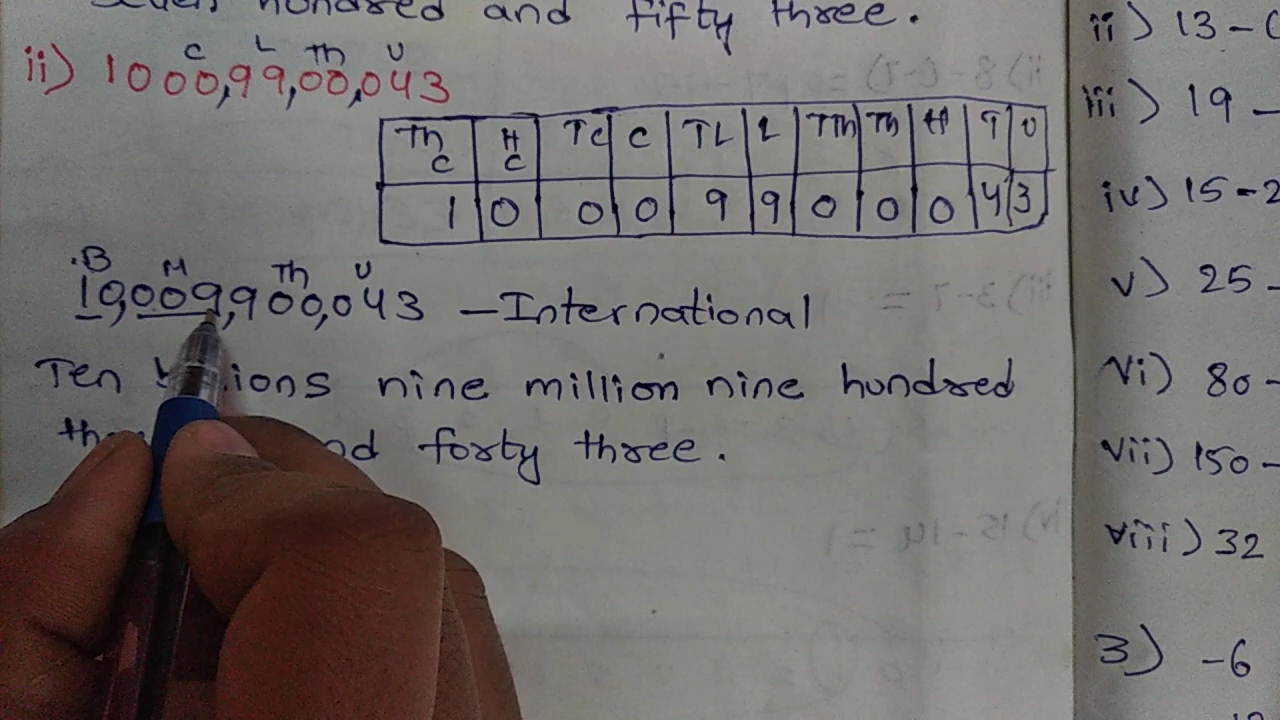 hundred and fifty three.
C L Th U
ii) 1000,99,00,043
Th C H C TC C TL L TTh Th H T U
1 0 0 0 9 9 0 0 0 4 3
B M Th U
10,009,900,043 - International
Ten nine million nine hundred
forty three.
ii) 13 -
iii) 19 -
iv) 15 - 2
v) 25 -
vi) 80 -
vii) 150 -
viii) 32
3) -6